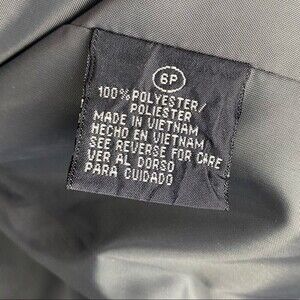 6P
100% POLYESTER/
POLIESTER
MADE IN VIETNAM
HECHO EN VIETNAM
SEE REVERSE FOR CARE
VER AL DORSO
PARA CUIDADO